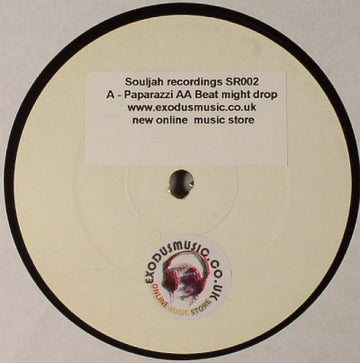 Souljah recordings SR002
A - Paparazzi AA Beat might drop
www.exodusmusic.co.uk
new online music store
EXODUSMUSIC.CO.UK
ONLINE MUSIC STORE